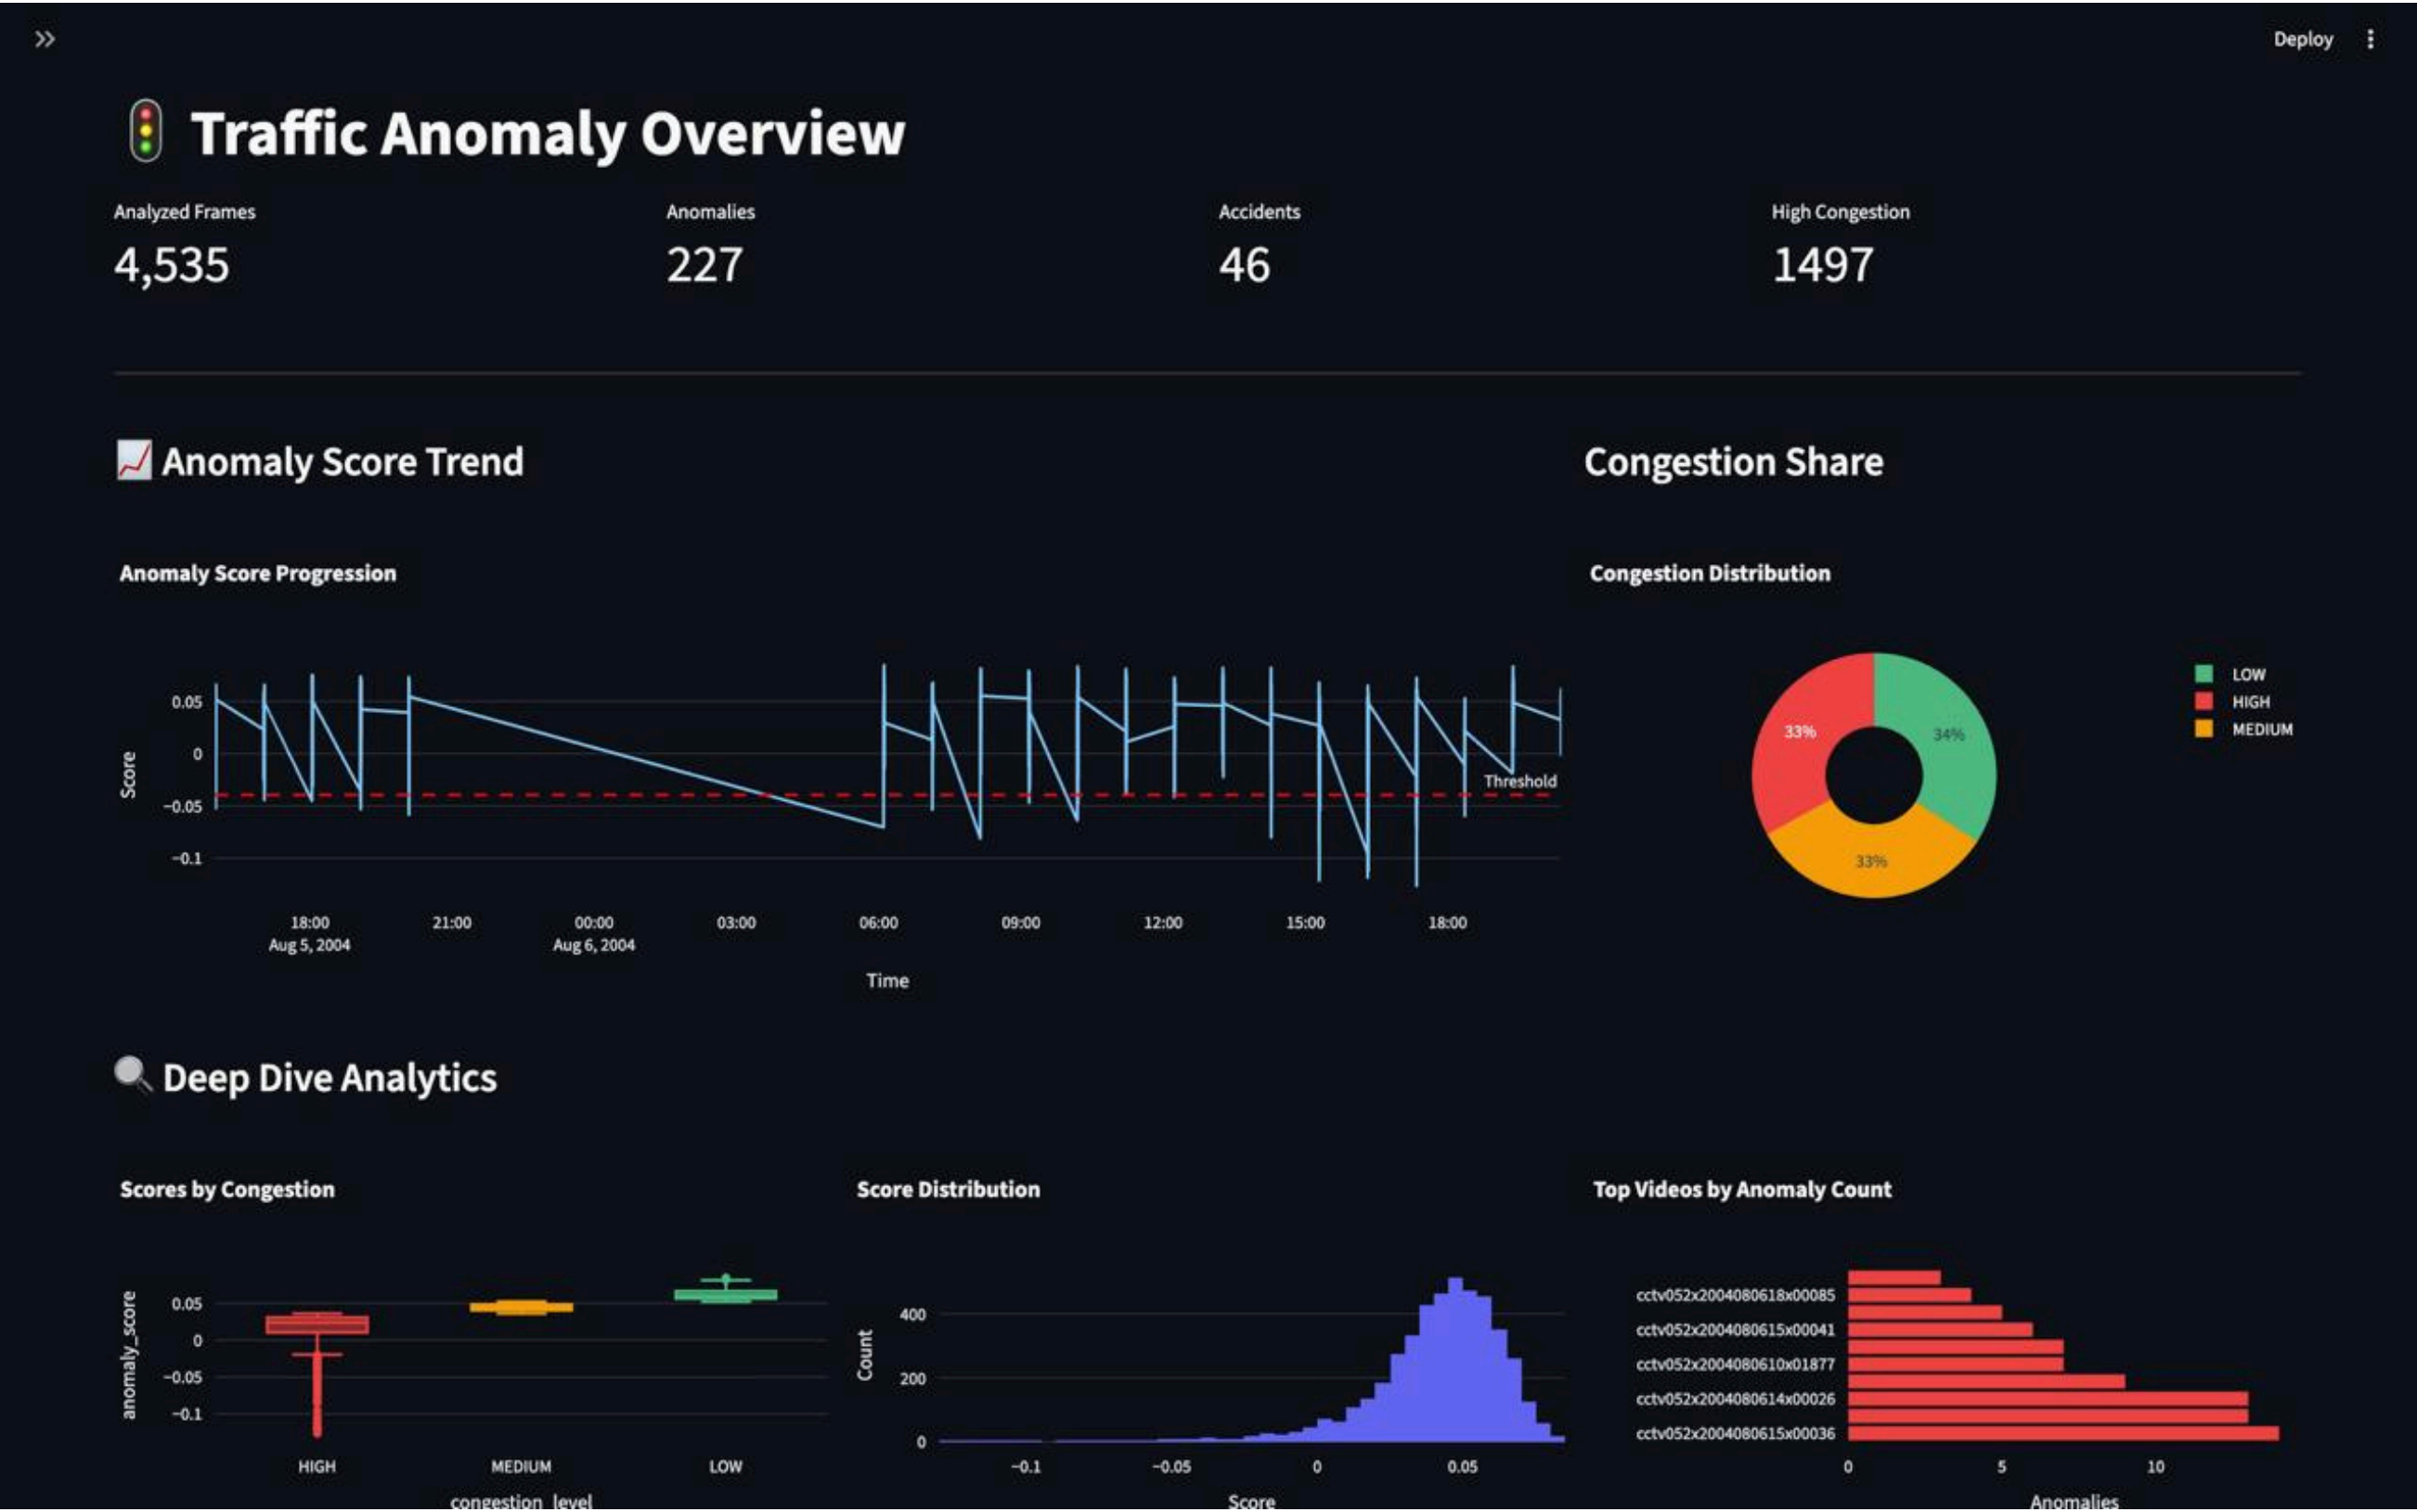 Deploy
Traffic Anomaly Overview
Analyzed Frames
4,535
Anomalies
227
Accidents
46
High Congestion
1497
Anomaly Score Trend
Anomaly Score Progression
Score
0.05
0
−0.05
−0.1
Threshold
18:00
Aug 5, 2004
21:00
00:00
Aug 6, 2004
03:00
06:00
09:00
12:00
15:00
18:00
Time
Congestion Share
Congestion Distribution
33%
34%
33%
LOW
HIGH
MEDIUM
Deep Dive Analytics
Scores by Congestion
anomaly_score
0.05
0
−0.05
−0.1
HIGH
MEDIUM
LOW
congestion_level
Score Distribution
Count
400
200
0
−0.1
−0.05
0
0.05
Score
Top Videos by Anomaly Count
cctv052x2004080618x00085
cctv052x2004080615x00041
cctv052x2004080610x01877
cctv052x2004080614x00026
cctv052x2004080615x00036
0
5
10
Anomalies